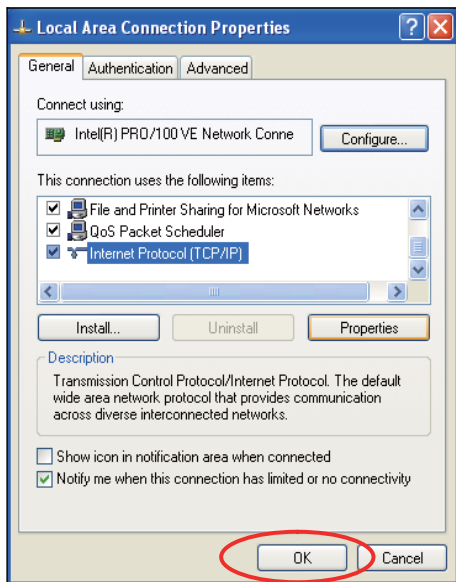 Local Area Connection Properties
General Authentication Advanced
Connect using:
Intel(R) PRO/100 VE Network Conne Configure...
This connection uses the following items:
File and Printer Sharing for Microsoft Networks
QoS Packet Scheduler
Internet Protocol (TCP/IP)
Install... Uninstall Properties
Description
Transmission Control Protocol/Internet Protocol. The default
wide area network protocol that provides communication
across diverse interconnected networks.
Show icon in notification area when connected
Notify me when this connection has limited or no connectivity
OK Cancel